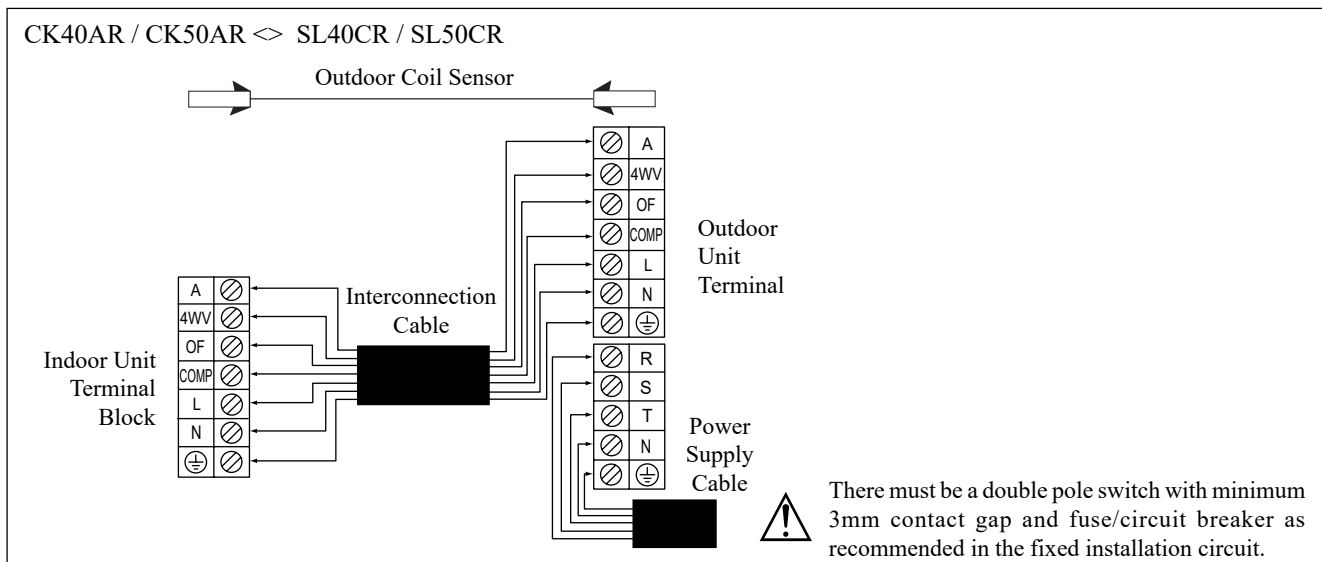 CK40AR / CK50AR <> SL40CR / SL50CR
Outdoor Coil Sensor
A
4WV
OF
COMP
L
N
Outdoor
Unit
Terminal
Interconnection
Cable
Indoor Unit
Terminal
Block
A
4WV
OF
COMP
L
N
R
S
T
N
Power
Supply
Cable
There must be a double pole switch with minimum
3mm contact gap and fuse/circuit breaker as
recommended in the fixed installation circuit.